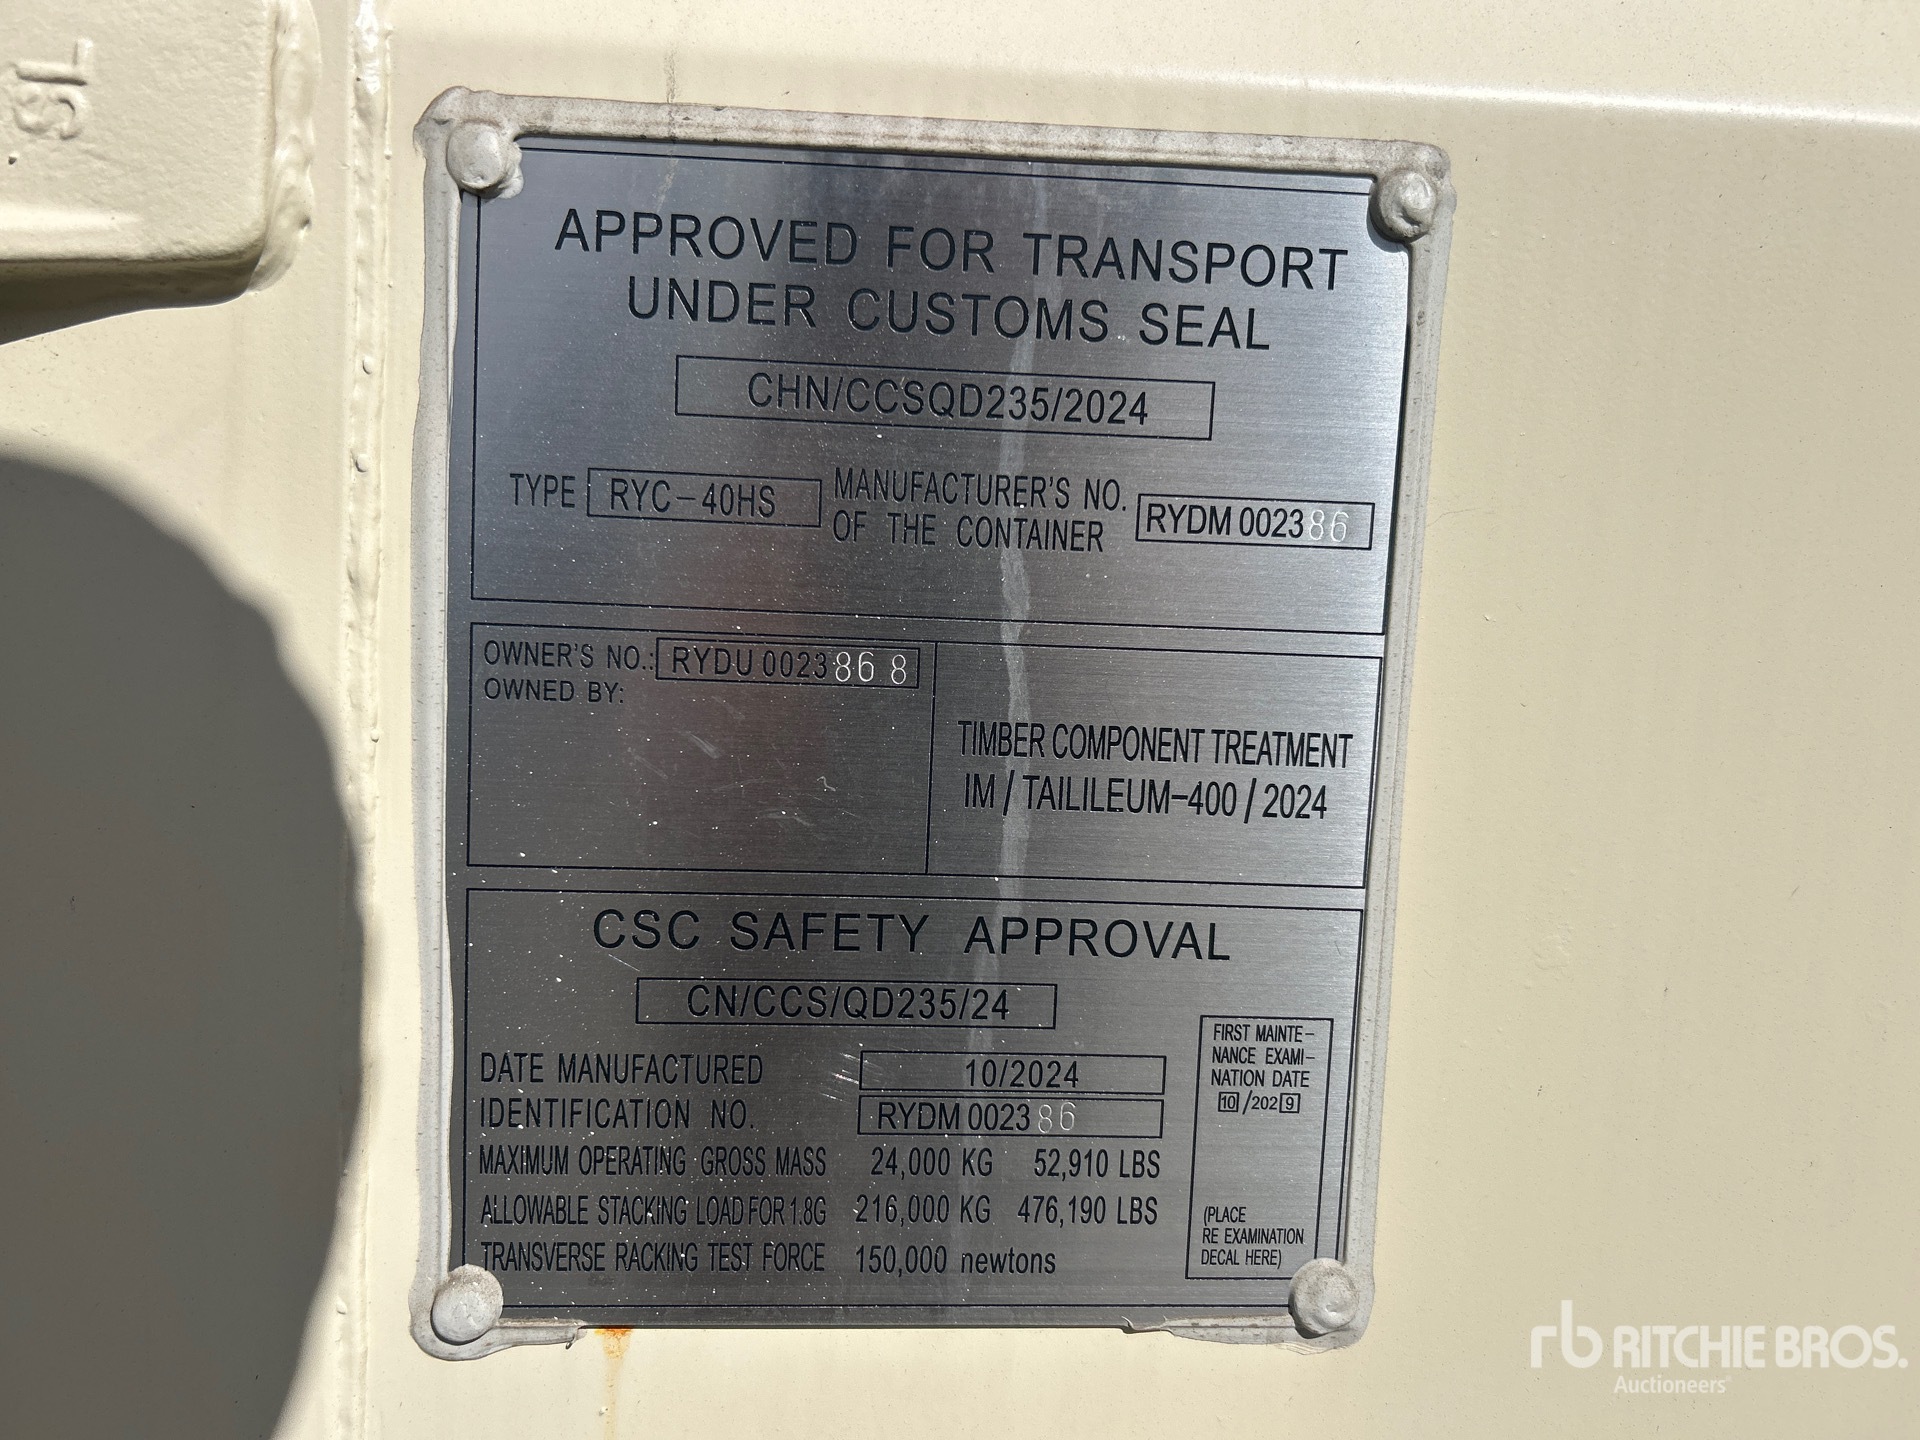 SL
APPROVED FOR TRANSPORT
UNDER CUSTOMS SEAL
CHN/CCSQD235/2024
TYPE RYC-40HS MANUFACTURER'S NO. OF THE CONTAINER RYDM 002386
OWNER'S NO.: RYDU 002386 8
OWNED BY:
TIMBER COMPONENT TREATMENT
IM/TAILILEUM-400/2024
CSC SAFETY APPROVAL
CN/CCS/QD235/24
DATE MANUFACTURED 10/2024
IDENTIFICATION NO. RYDM 002386
MAXIMUM OPERATING GROSS MASS 24,000 KG 52,910 LBS
ALLOWABLE STACKING LOAD FOR 1.8G 216,000 KG 476,190 LBS
TRANSVERSE RACKING TEST FORCE 150,000 newtons
FIRST MAINTE-
NANCE EXAMI-
NATION DATE
10/2029
(PLACE
RE EXAMINATION
DECAL HERE)
rb RITCHIE BROS.
Auctioneers